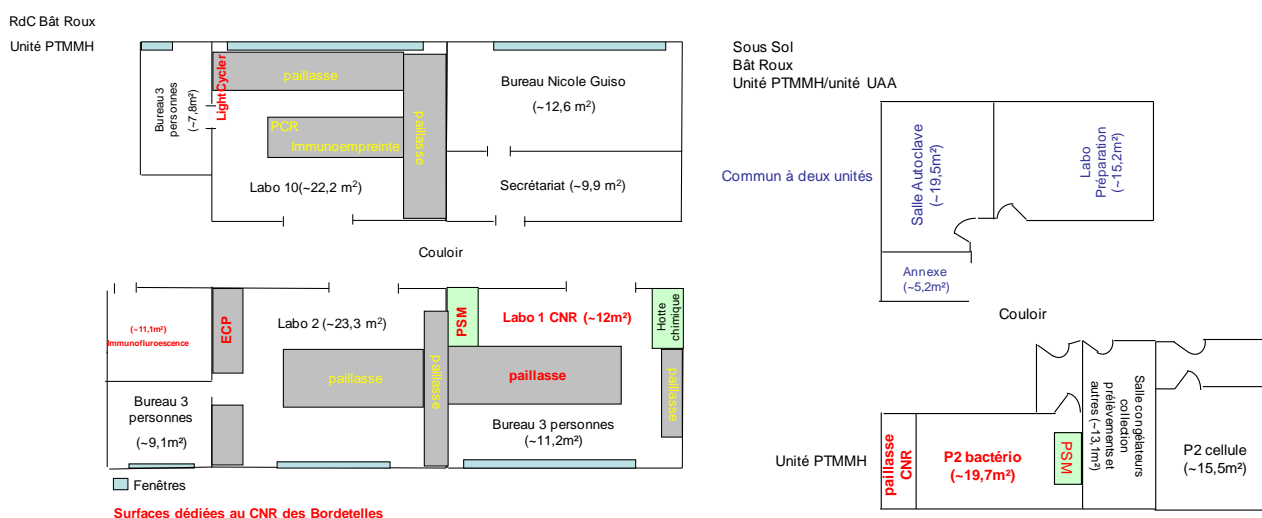 RdC Bât Roux
Unité PTMMH
Bureau 3
personnes
(~7,8m²)
LightCycler
paillasse
PCR
Immunoempreinte
paillasse
Labo 10(~22,2 m²)
Bureau Nicole Guiso
(~12,6 m²)
Secrétariat (~9,9 m²)
Couloir
(~11,1m²)
Immunofluroescence
ECP
Labo 2 (~23,3 m²)
paillasse
paillasse
PSM
Labo 1 CNR (~12m²)
Hotte
chimique
paillasse
paillasse
Bureau 3
personnes
(~9,1m²)
Bureau 3 personnes
(~11,2m²)
Fenêtres
Surfaces dédiées au CNR des Bordetelles
Sous Sol
Bât Roux
Unité PTMMH/unité UAA
Commun à deux unités
Salle Autoclave
(~19,5m²)
Labo
Préparation
(~15,2m²)
Annexe
(~5,2m²)
Couloir
Unité PTMMH
paillasse
CNR
P2 bactério
(~19,7m²)
PSM
Salle congélateurs
collection
prélèvements et
autres (~13,1m²)
P2 cellule
(~15,5m²)